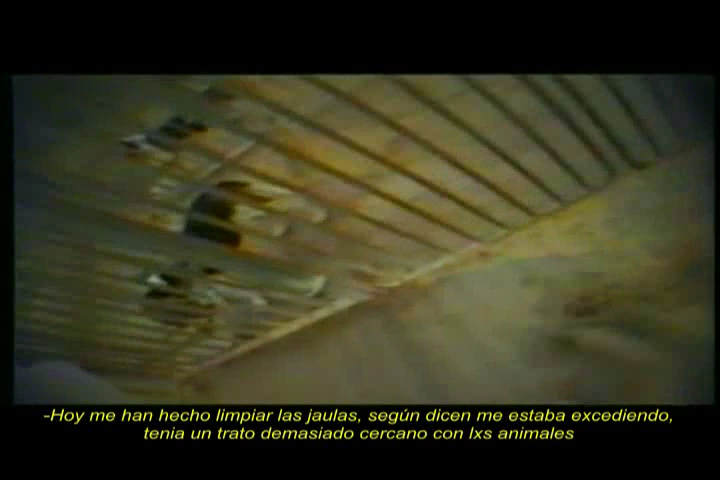 -Hoy me han hecho limpiar las jaulas, según dicen me estaba excediendo,
tenia un trato demasiado cercano con lxs animales